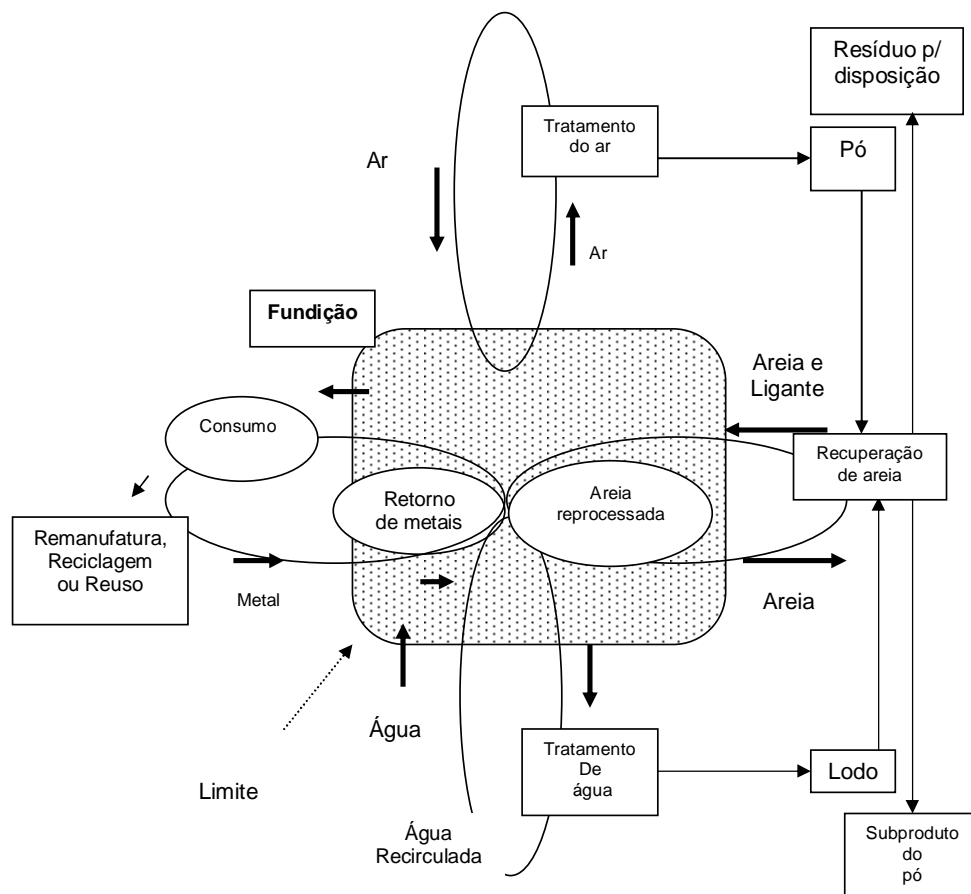 Resíduo p/
disposição
Tratamento
do ar
Pó
Ar
Ar
Fundição
Areia e
Ligante
Consumo
Recuperação
de areia
Retorno
de metais
Areia
reprocessada
Remanufatura,
Reciclagem
ou Reuso
Metal
Areia
Água
Tratamento
De
água
Lodo
Limite
Água
Recirculada
Subproduto
do
pó